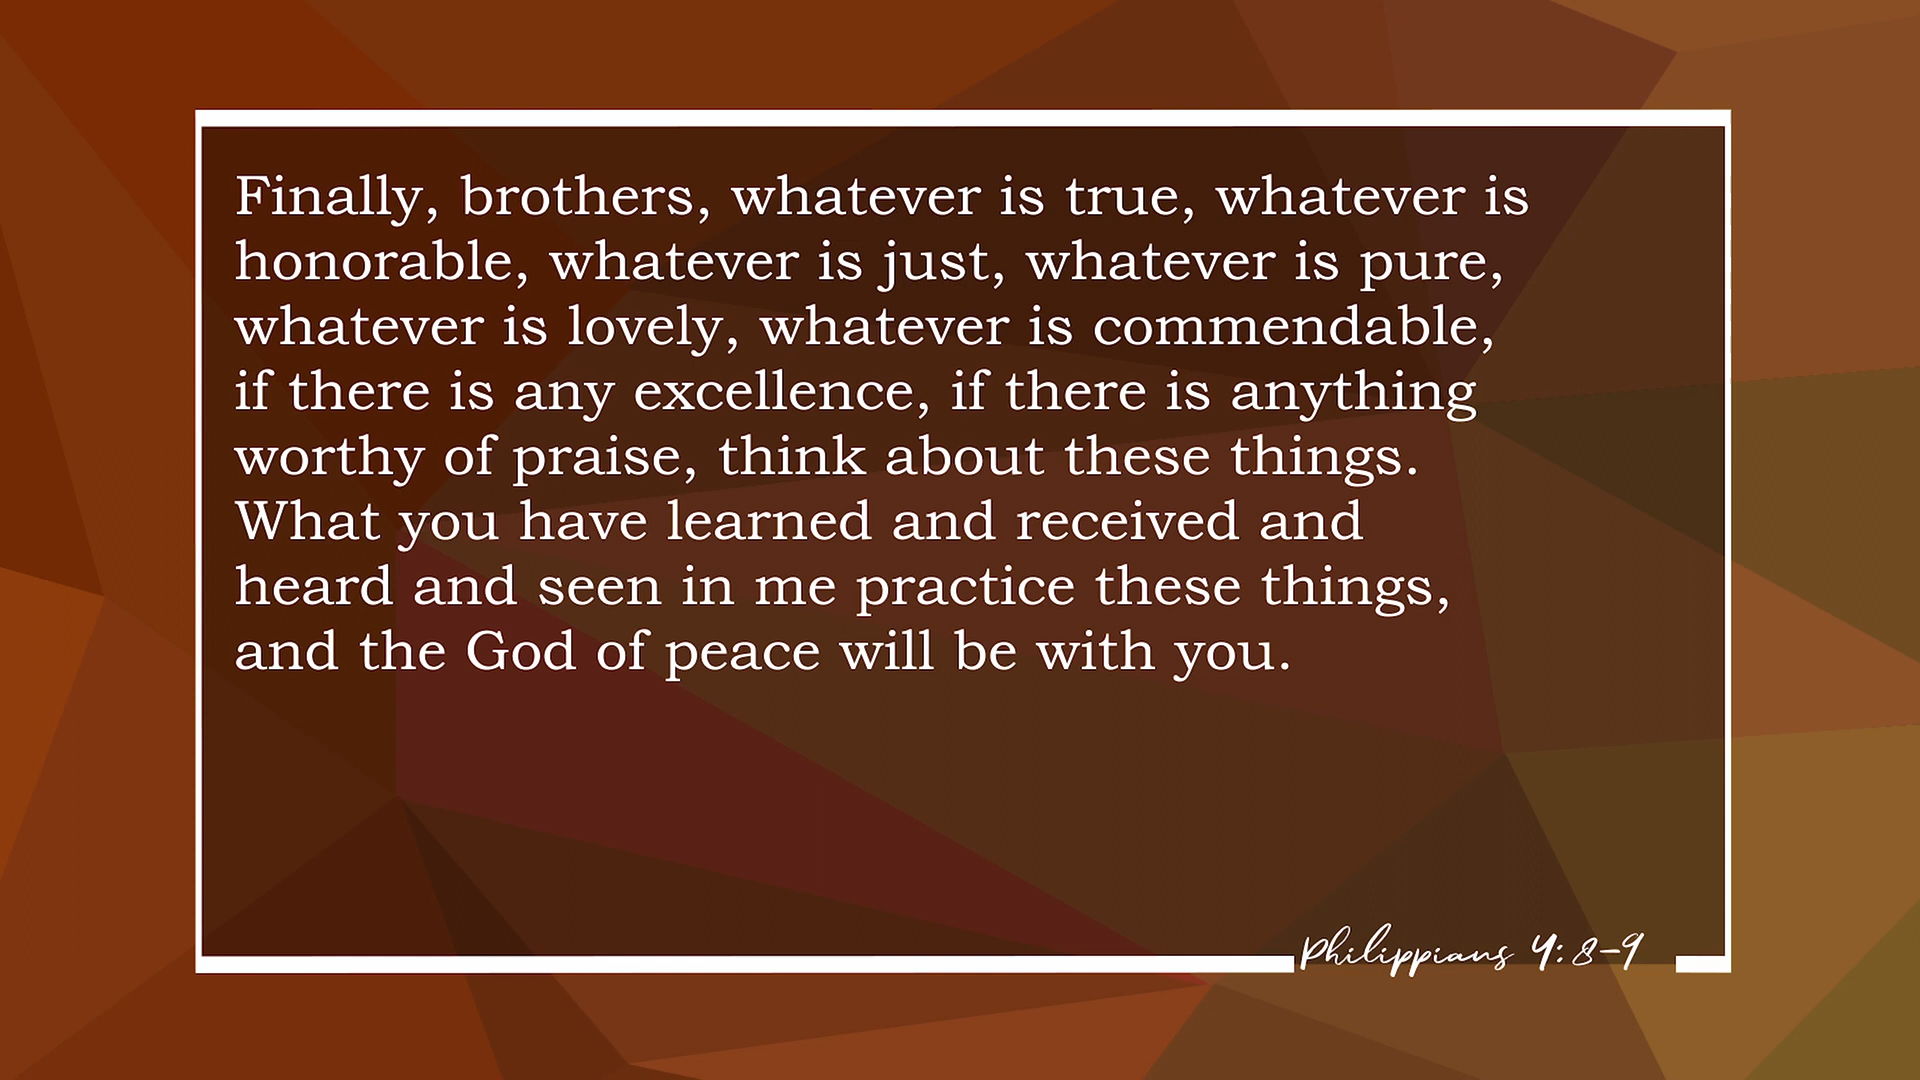 Finally, brothers, whatever is true, whatever is
honorable, whatever is just, whatever is pure,
whatever is lovely, whatever is commendable,
if there is any excellence, if there is anything
worthy of praise, think about these things.
What you have learned and received and
heard and seen in me practice these things,
and the God of peace will be with you.
Philippians 4:8-9